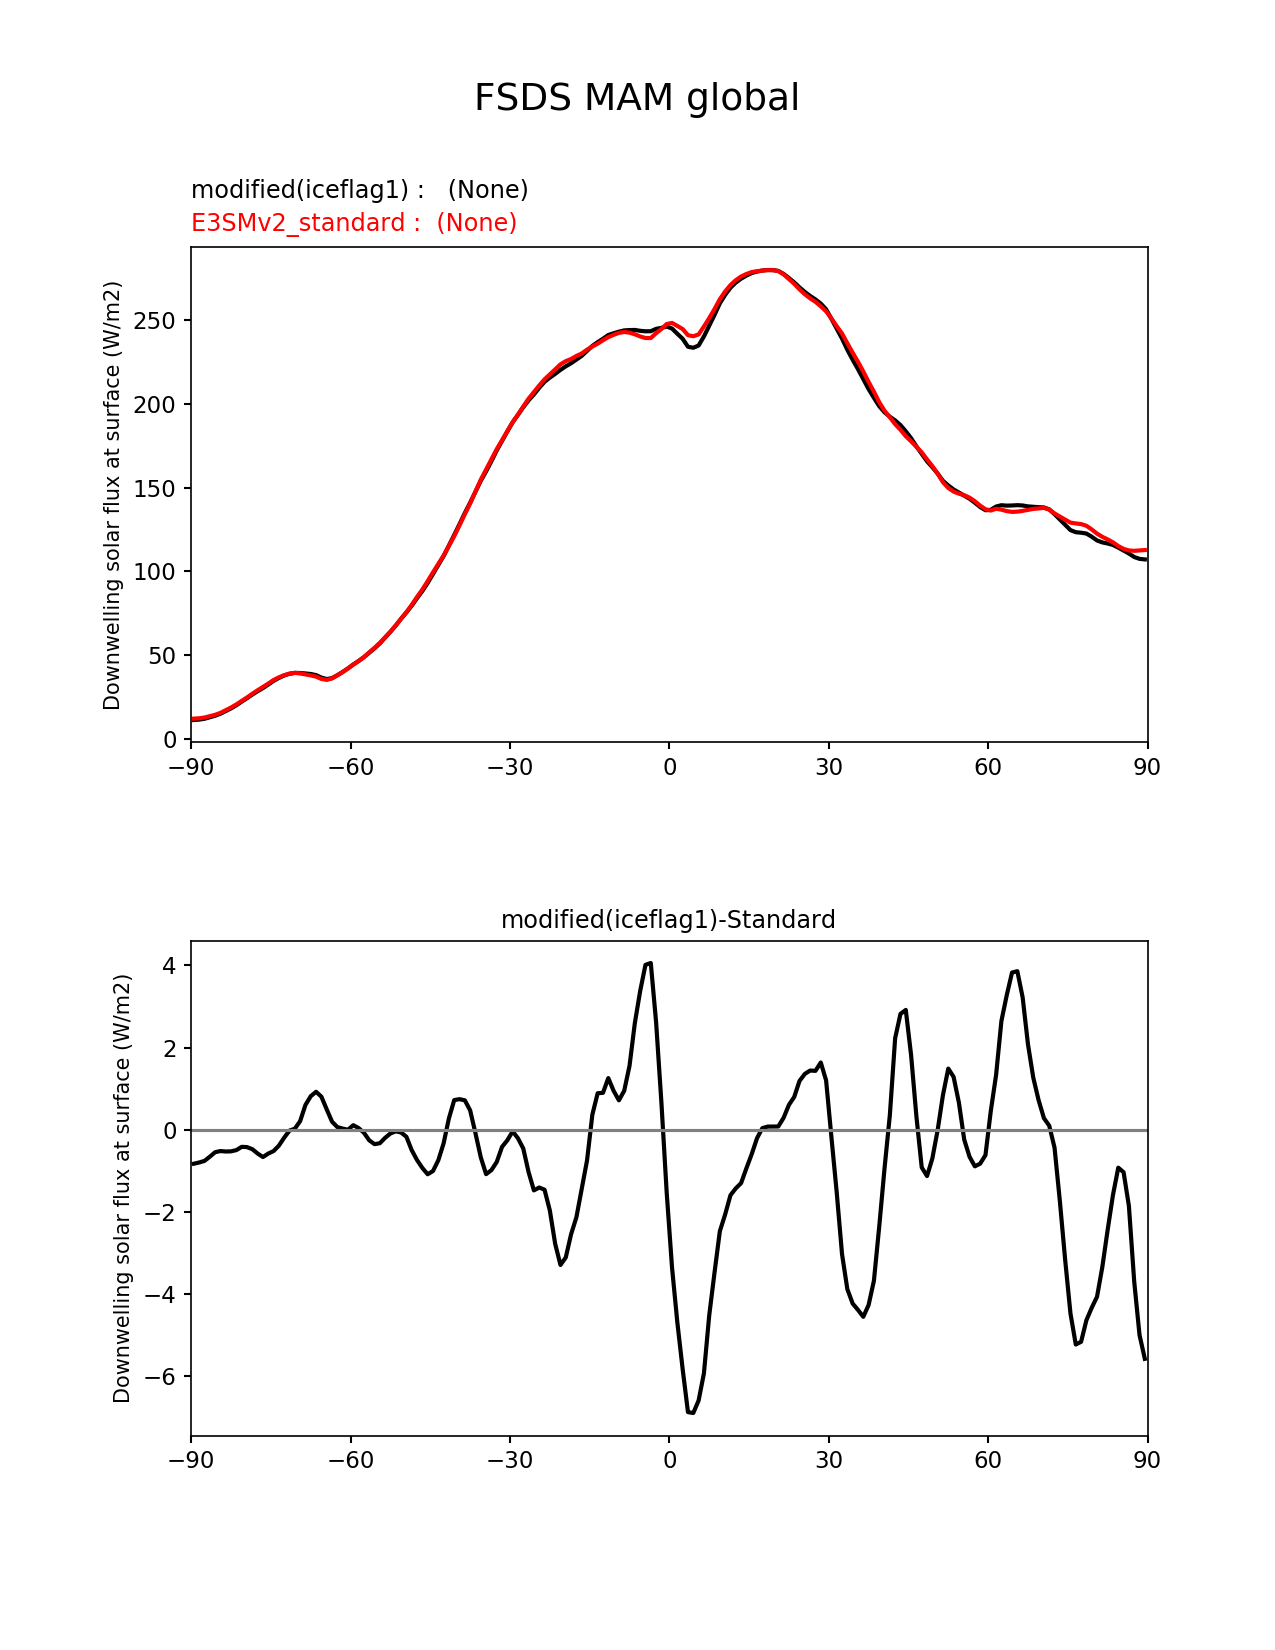 FSDS MAM global
modified(iceflag1) :   (None)
E3SMv2_standard :  (None)
Downwelling solar flux at surface (W/m2)
250
200
150
100
50
0
−90 −60 −30 0 30 60 90
modified(iceflag1)-Standard
Downwelling solar flux at surface (W/m2)
4
2
0
−2
−4
−6
−90 −60 −30 0 30 60 90